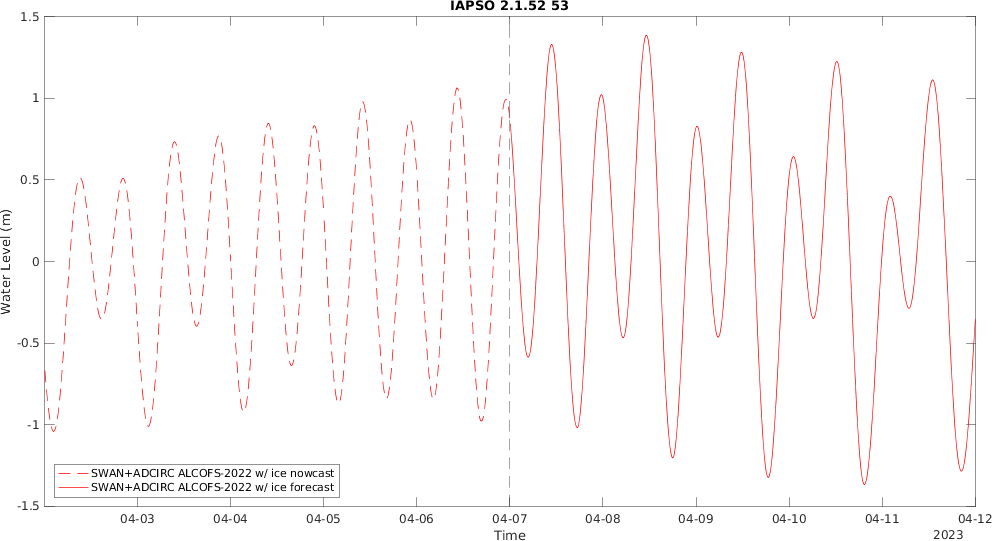 IAPSO 2.1.52 53
1.5
1
0.5
0
-0.5
-1
-1.5
Water Level (m)
SWAN+ADCIRC ALCOFS-2022 w/ ice nowcast
SWAN+ADCIRC ALCOFS-2022 w/ ice forecast
04-03 04-04 04-05 04-06 04-07 04-08 04-09 04-10 04-11 04-12
Time
2023